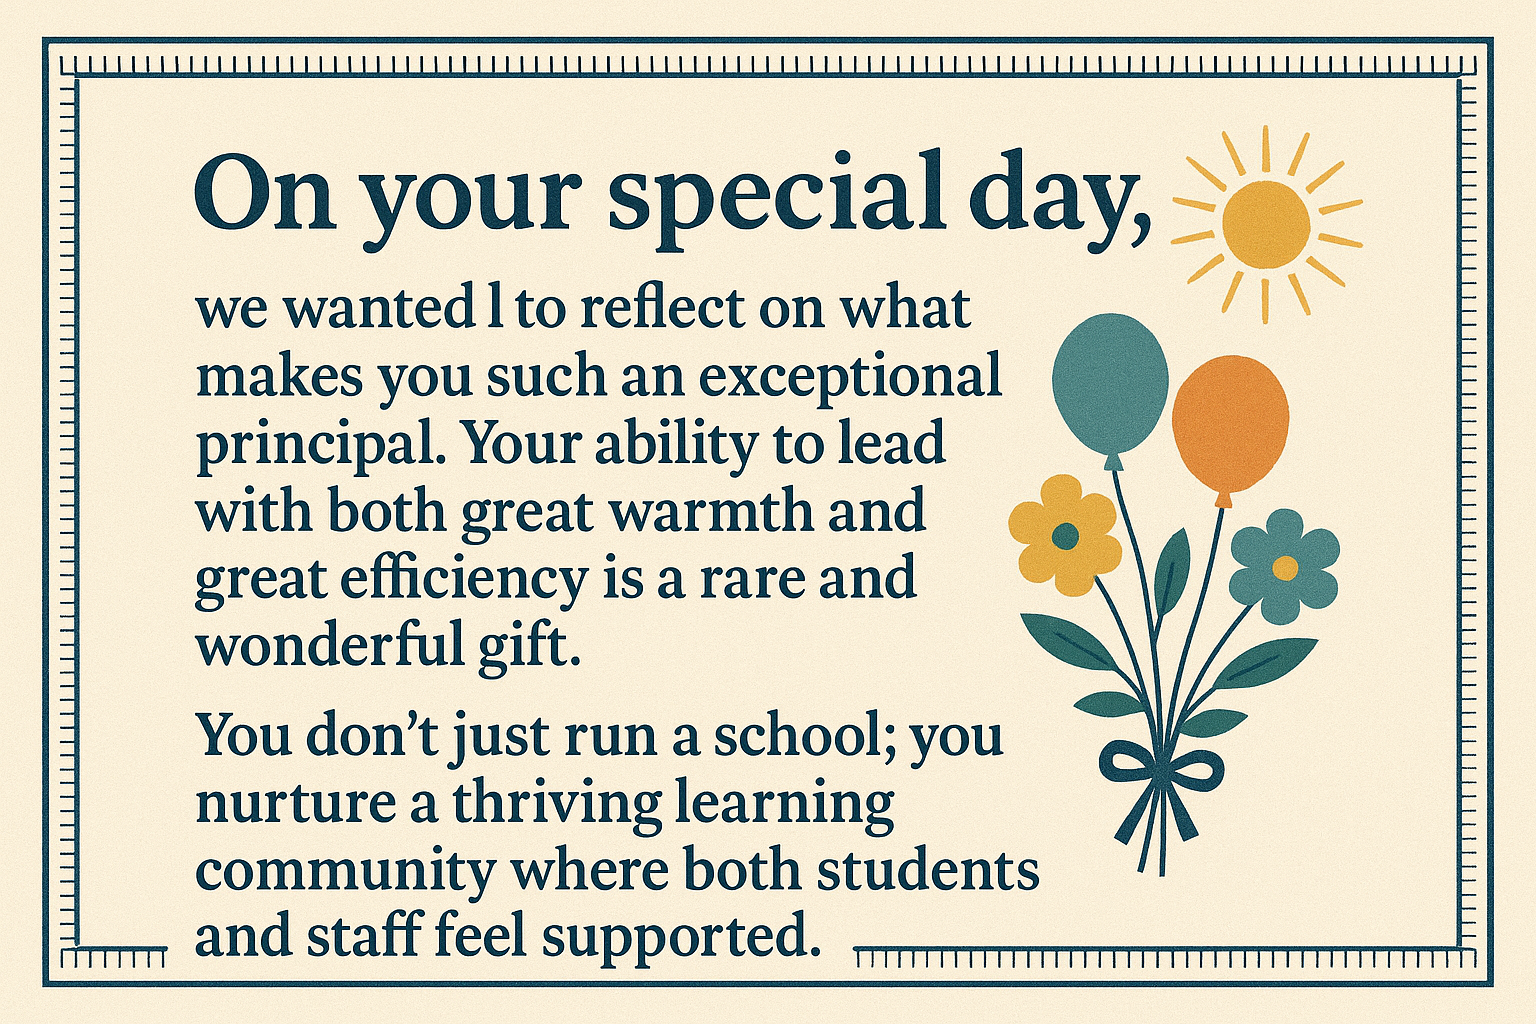 On your special day,
we wanted l to reflect on what
makes you such an exceptional
principal. Your ability to lead
with both great warmth and
great efficiency is a rare and
wonderful gift.
You don’t just run a school; you
nurture a thriving learning
community where both students
and staff feel supported.